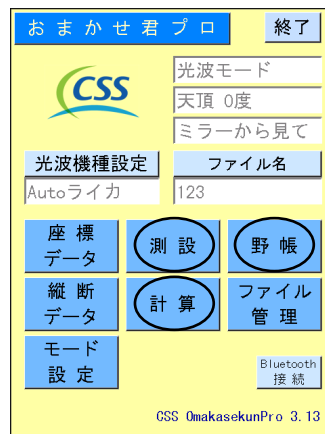 おまかせ君プロ 終了
CSS
光波モード
天頂 0度
ミラーから見て
光波機種設定 ファイル名
Autoライカ 123
座 標
データ
測 設
野 帳
縦 断
データ
計 算
ファイル
管 理
モード
設 定
Bluetooth
接 続
CSS OmakasekunPro 3.13